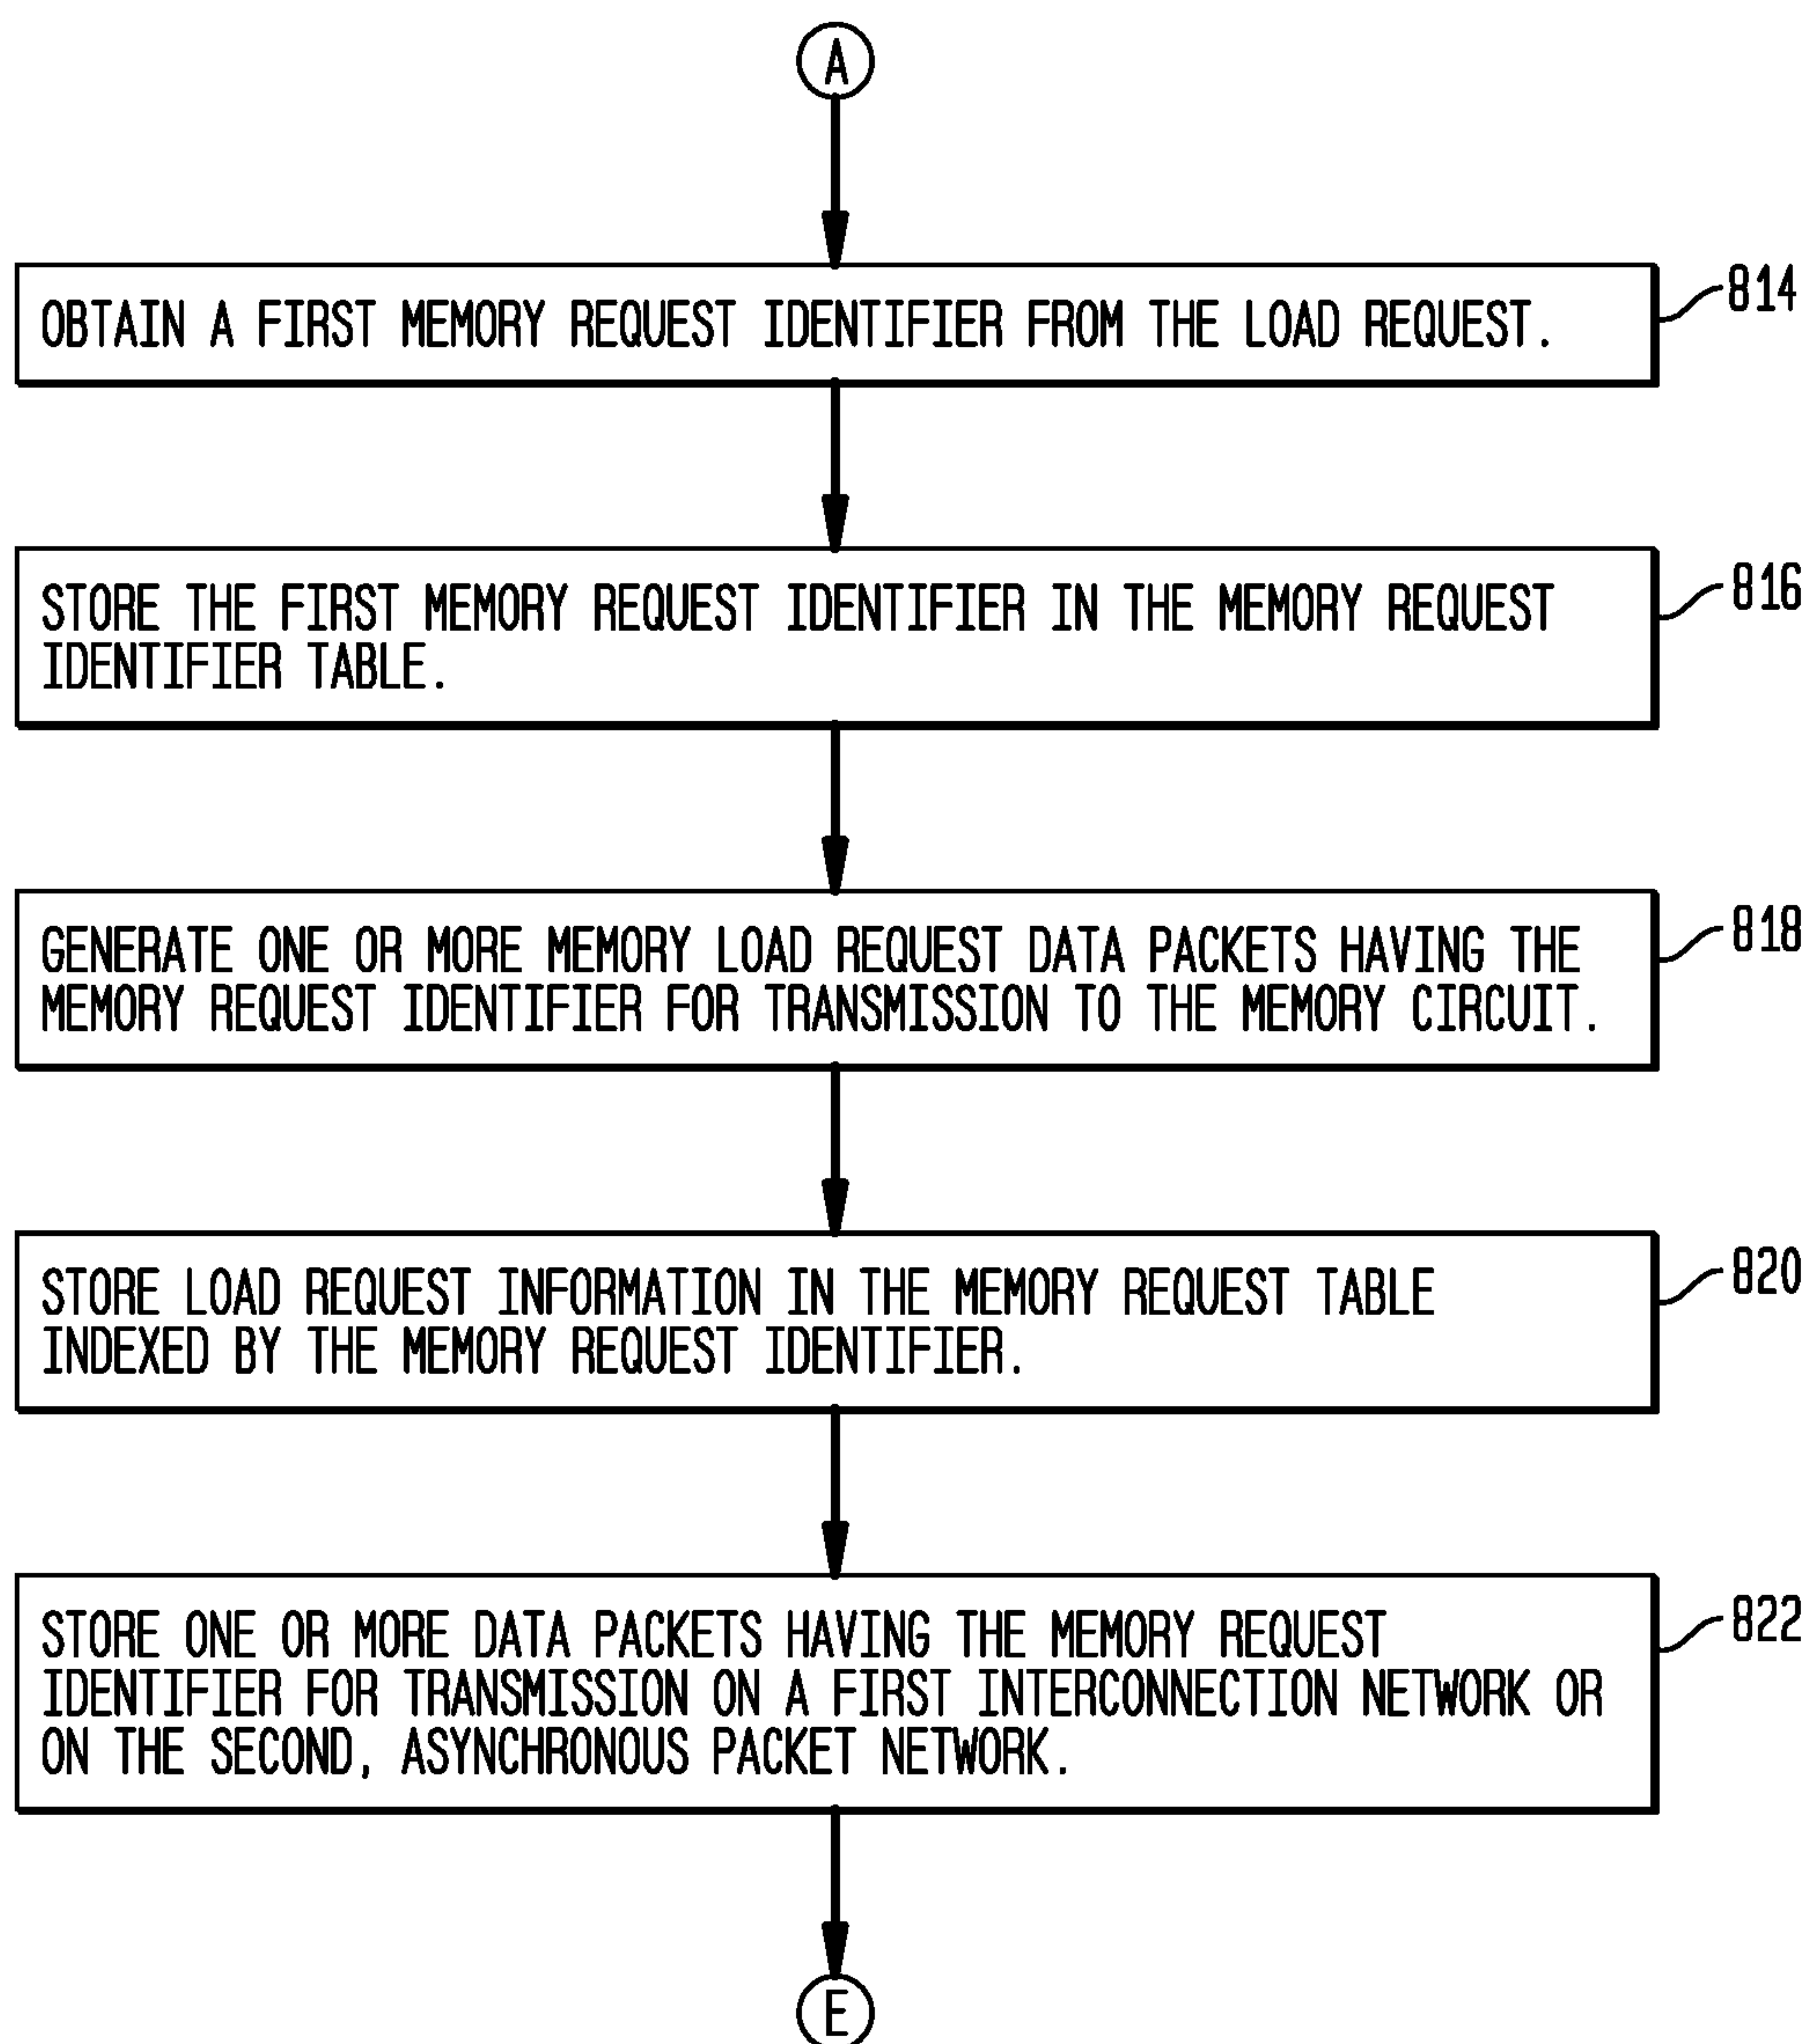 A
OBTAIN A FIRST MEMORY REQUEST IDENTIFIER FROM THE LOAD REQUEST.
814
STORE THE FIRST MEMORY REQUEST IDENTIFIER IN THE MEMORY REQUEST
IDENTIFIER TABLE.
816
GENERATE ONE OR MORE MEMORY LOAD REQUEST DATA PACKETS HAVING THE
MEMORY REQUEST IDENTIFIER FOR TRANSMISSION TO THE MEMORY CIRCUIT.
818
STORE LOAD REQUEST INFORMATION IN THE MEMORY REQUEST TABLE
INDEXED BY THE MEMORY REQUEST IDENTIFIER.
820
STORE ONE OR MORE DATA PACKETS HAVING THE MEMORY REQUEST
IDENTIFIER FOR TRANSMISSION ON A FIRST INTERCONNECTION NETWORK OR
ON THE SECOND, ASYNCHRONOUS PACKET NETWORK.
822
E